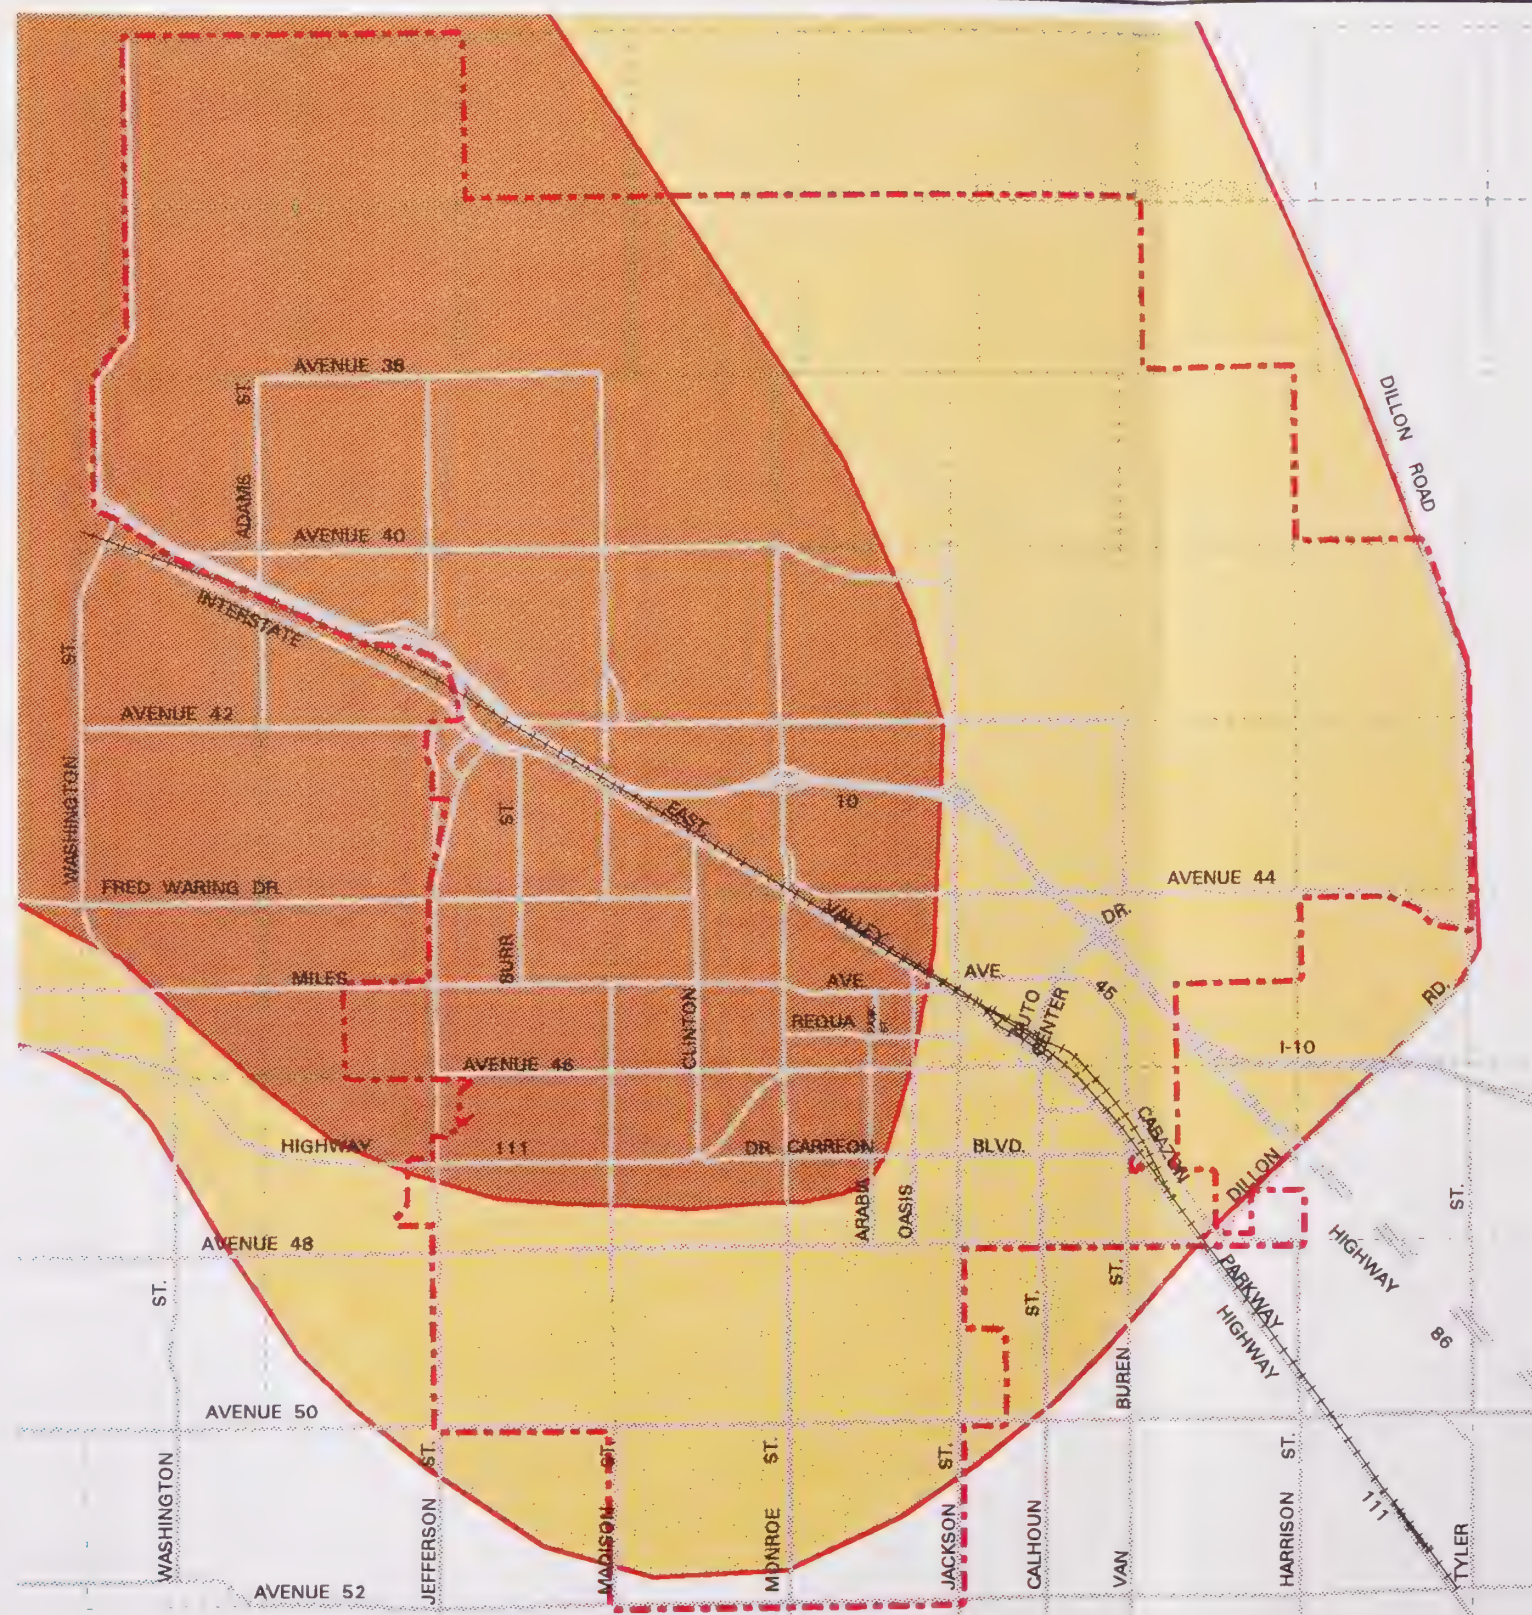 AVENUE 38
ST.
ADAMS
DILLON ROAD
AVENUE 40
INTERSTATE
ST.
AVENUE 42
WASHINGTON
ST
10
EAST
FRED WARING DR.
AVENUE 44
DR.
VALLEY
BURR
MILES
AVE
AVE.
45
AUTO CENTER
REQUA
CLINTON
RD.
I-10
AVENUE 46
HIGHWAY 111
DR. CARREON
BLVD.
CABAZON
DILLON
ARABIA
OASIS
ST.
AVENUE 48
HIGHWAY
86
ST.
ST.
ST.
PARKWAY
HIGHWAY
AVENUE 50
BUREN
ST.
ST.
ST.
ST.
ST.
111
WASHINGTON
JEFFERSON
MADISON
MONROE
JACKSON
CALHOUN
VAN
HARRISON
TYLER
AVENUE 52